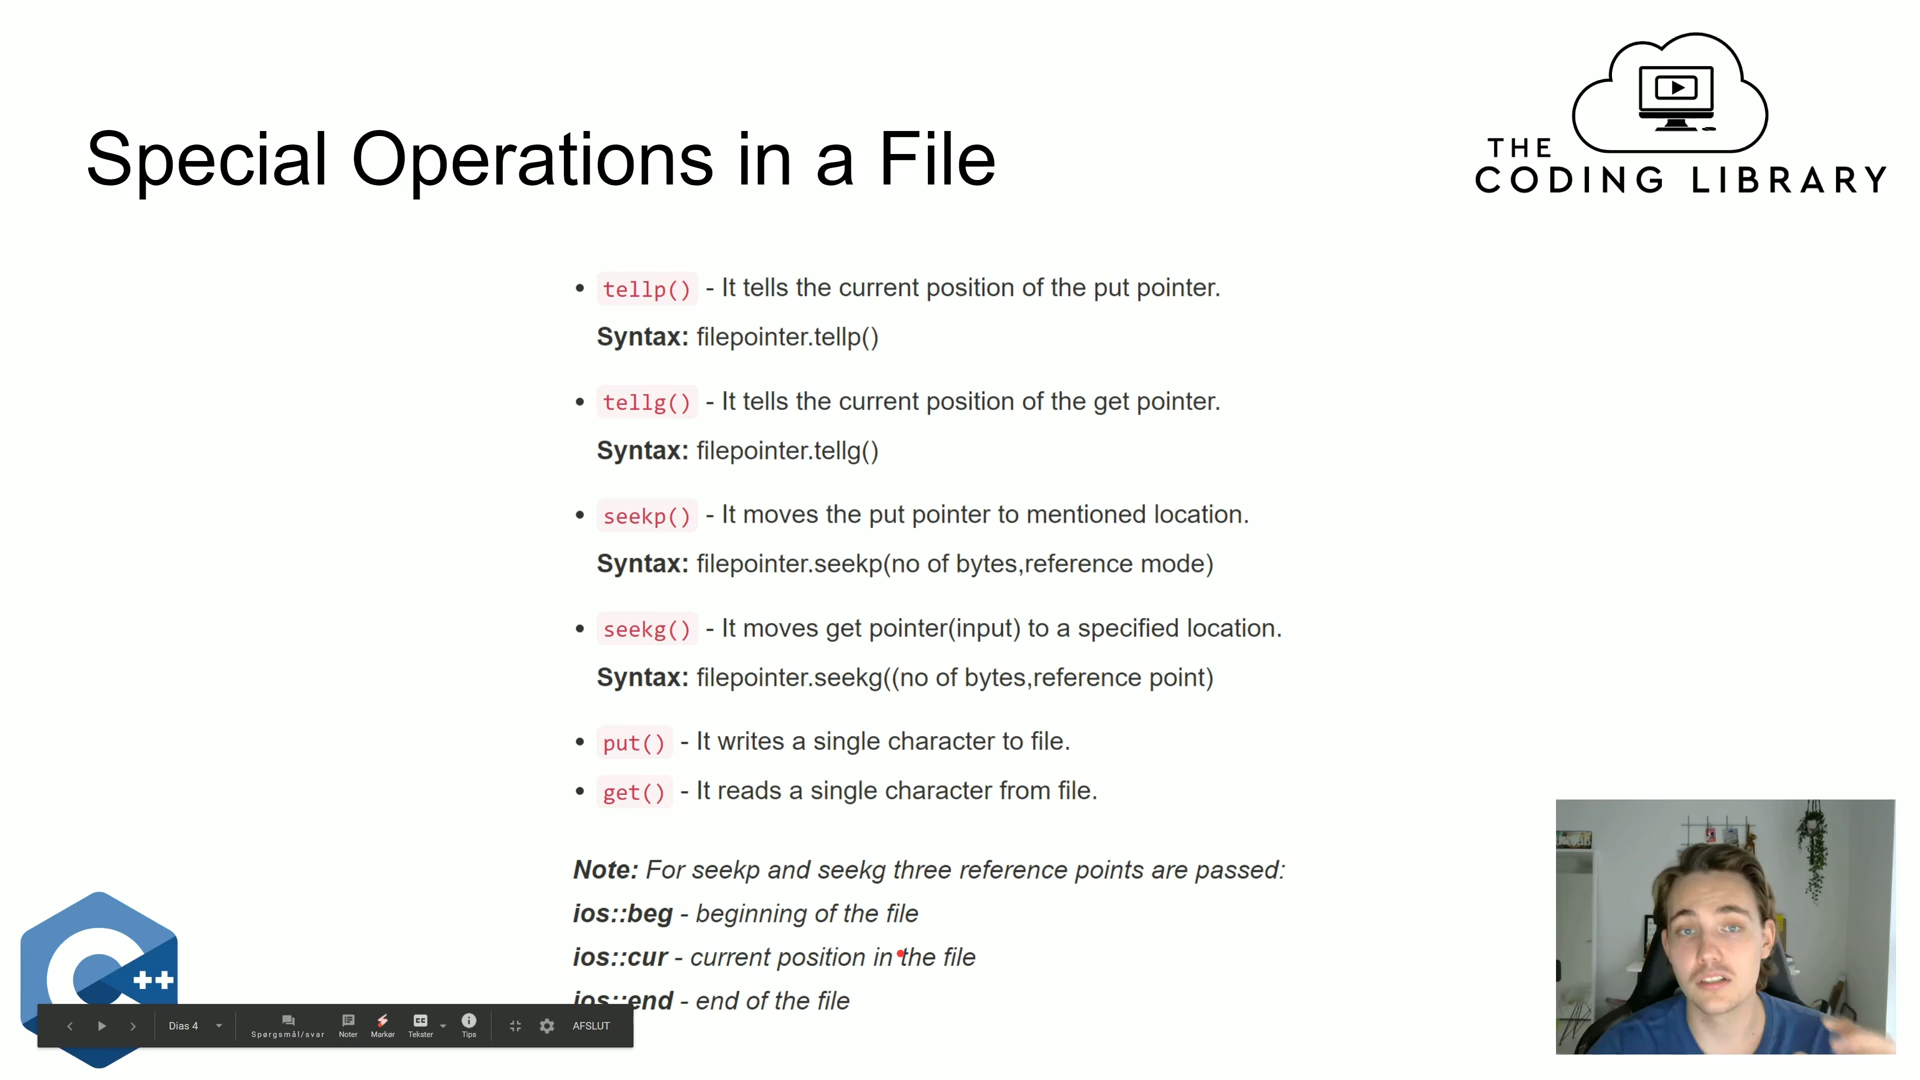 THE
CODING LIBRARY
Special Operations in a File
• tellp() - It tells the current position of the put pointer.
Syntax: filepointer.tellp()
• tellg() - It tells the current position of the get pointer.
Syntax: filepointer.tellg()
• seekp() - It moves the put pointer to mentioned location.
Syntax: filepointer.seekp(no of bytes,reference mode)
• seekg() - It moves get pointer(input) to a specified location.
Syntax: filepointer.seekg((no of bytes,reference point)
• put() - It writes a single character to file.
• get() - It reads a single character from file.
Note: For seekp and seekg three reference points are passed:
ios::beg - beginning of the file
ios::cur - current position in the file
ios::end - end of the file
C++
Dias 4
Spørgsmål/svar
Noter
Markør
Tekster
CC
Tips
AFSLUT